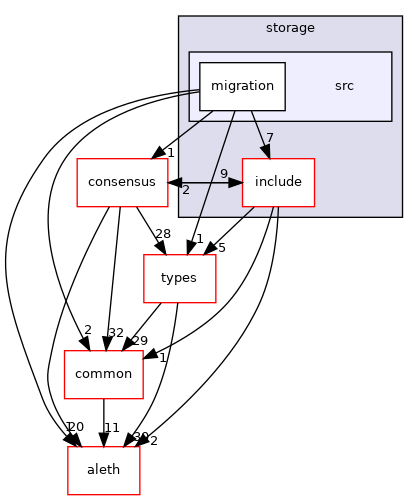 storage
migration
src
7
1
consensus
9
2
include
28
1
5
types
2
32
29
1
common
11
20
2
aleth